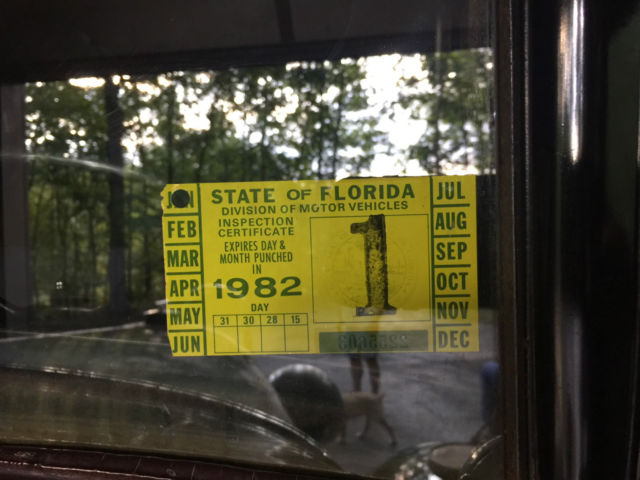 JAN
FEB
MAR
APR
MAY
JUN
STATE OF FLORIDA
DIVISION OF MOTOR VEHICLES
INSPECTION
CERTIFICATE
EXPIRES DAY &
MONTH PUNCHED
IN
1982
DAY
31 30 28 15
1
JUL
AUG
SEP
OCT
NOV
DEC